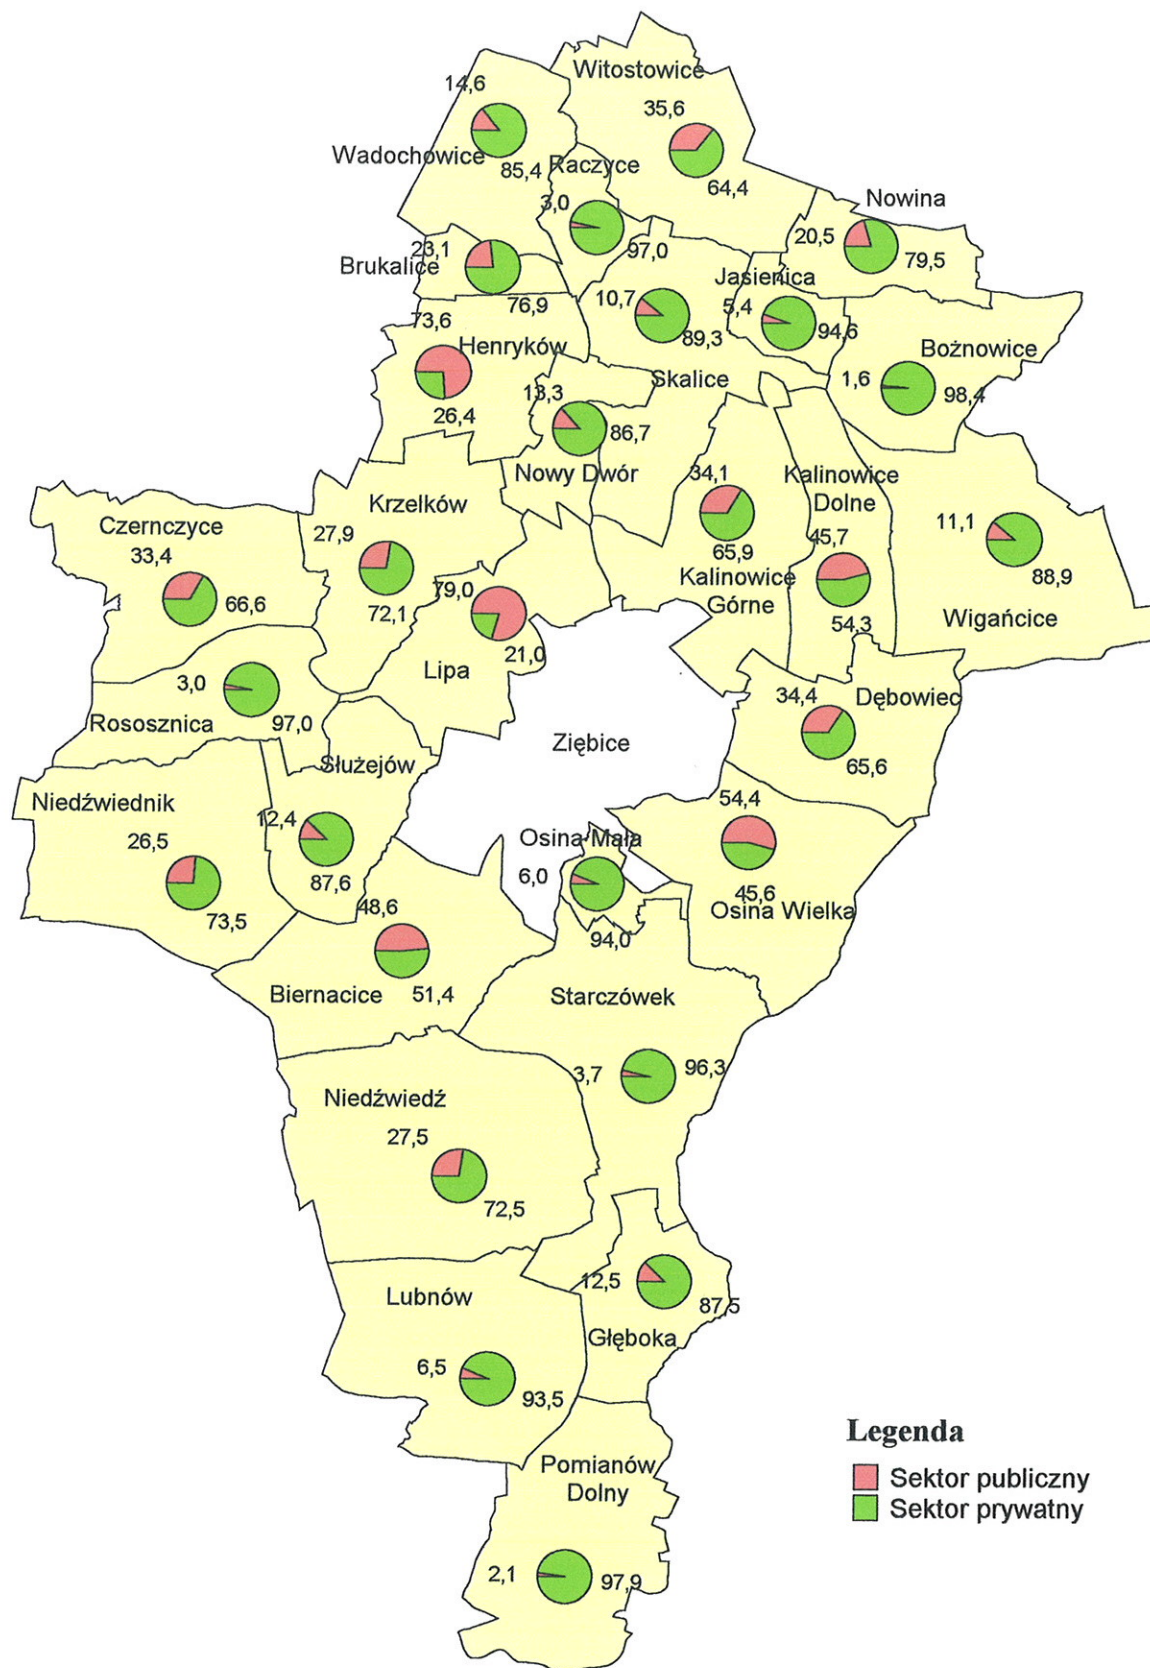 Witostowice
35,6
64,4
14,6
Wadochowice
85,4
Raczyce
3,0
97,0
Nowina
20,5
79,5
23,1
Brukalice
76,9
Jasienica
5,4
94,6
10,7
89,3
Skalice
73,6
Henryków
26,4
Bożnowice
1,6
98,4
13,3
86,7
Nowy Dwór
Kalinowice
Dolne
45,7
54,3
34,1
65,9
Kalinowice
Górne
Krzelków
27,9
72,1
Czernczyce
33,4
66,6
11,1
88,9
Wigańcice
79,0
21,0
Lipa
3,0
Rososznica
97,0
34,4
Dębowiec
65,6
Ziębice
Służejów
12,4
87,6
Niedźwiednik
26,5
73,5
54,4
45,6
Osina Wielka
Osina Mała
6,0
94,0
48,6
Biernacice
51,4
Starczówek
3,7
96,3
Niedźwiedź
27,5
72,5
12,5
87,5
Głęboka
Lubnów
6,5
93,5
Pomianów
Dolny
2,1
97,9
Legenda
Sektor publiczny
Sektor prywatny